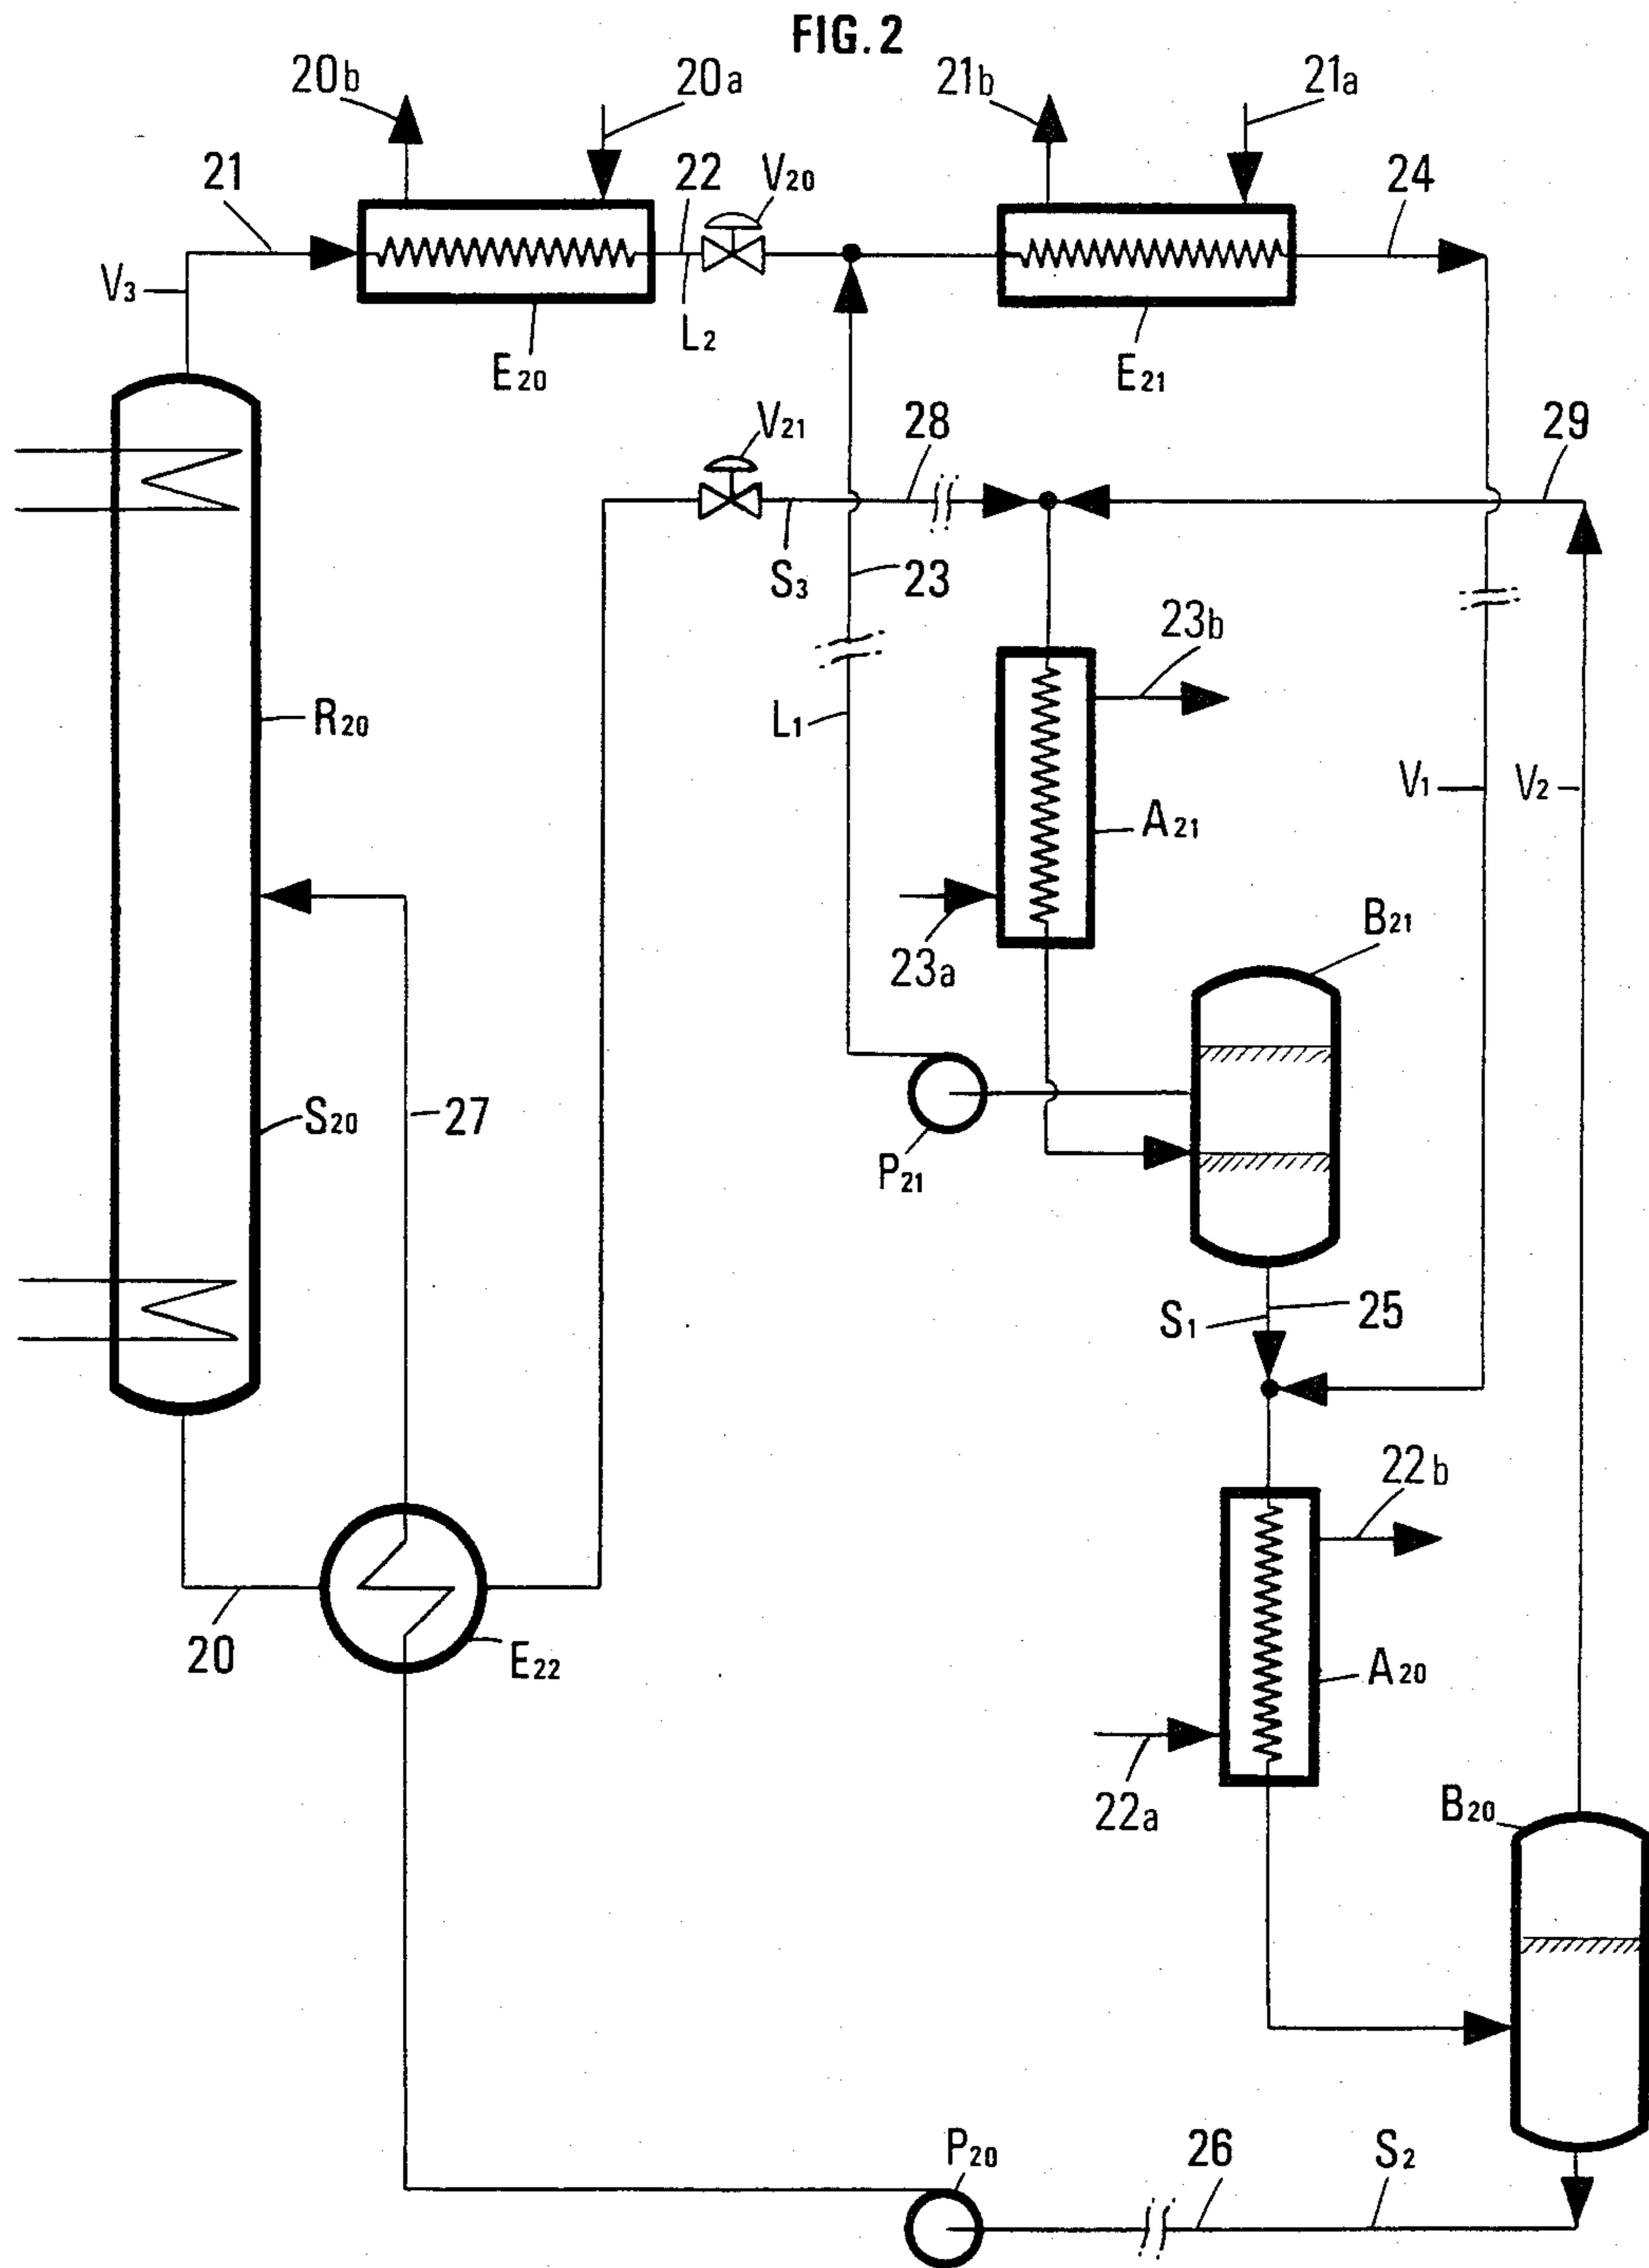 FIG. 2
20b
20a
21b
21a
21
22
V20
24
V3
L2
E20
E21
V21
28
29
S3
23
23b
R20
L1
V1
V2
A21
B21
23a
S20
27
P21
S1
25
22b
20
E22
A20
22a
B20
P20
26
S2